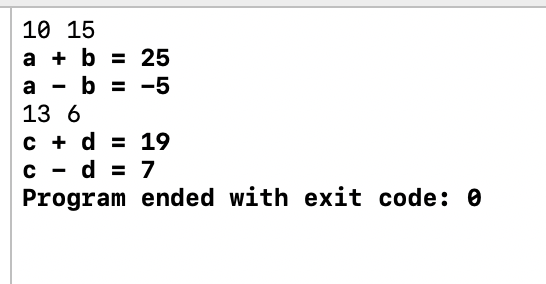 10 15
a + b = 25
a - b = -5
13 6
c + d = 19
c - d = 7
Program ended with exit code: 0